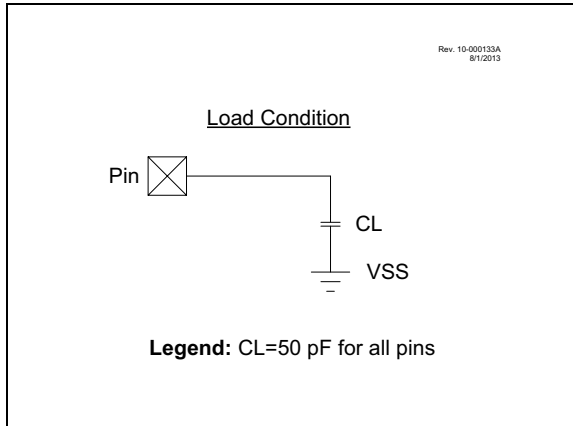 Rev. 10-000133A
8/1/2013
Load Condition
Pin
CL
VSS
Legend: CL=50 pF for all pins